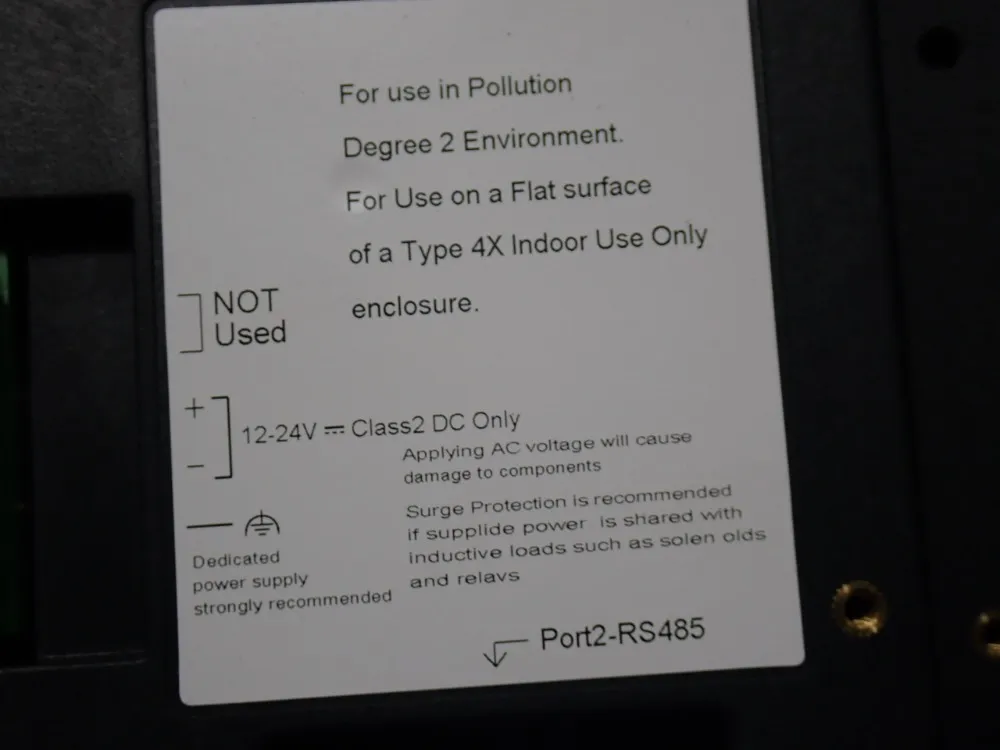 For use in Pollution
Degree 2 Environment.
For Use on a Flat surface
of a Type 4X Indoor Use Only
enclosure.
NOT
Used
+
12-24V ⎓ Class2 DC Only
−
Applying AC voltage will cause
damage to components
Surge Protection is recommended
if supplide power is shared with
inductive loads such as solen olds
and relavs
Dedicated
power supply
strongly recommended
Port2-RS485